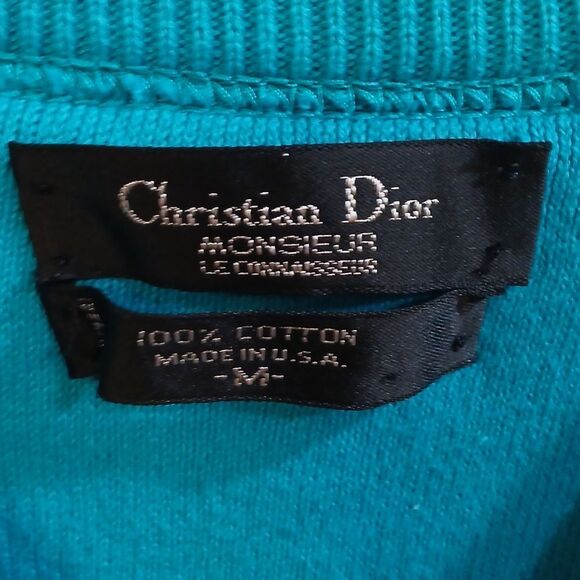 Christian Dior
MONSIEUR
LE CONNAISSEUR
100% COTTON
MADE IN U.S.A.
-M-